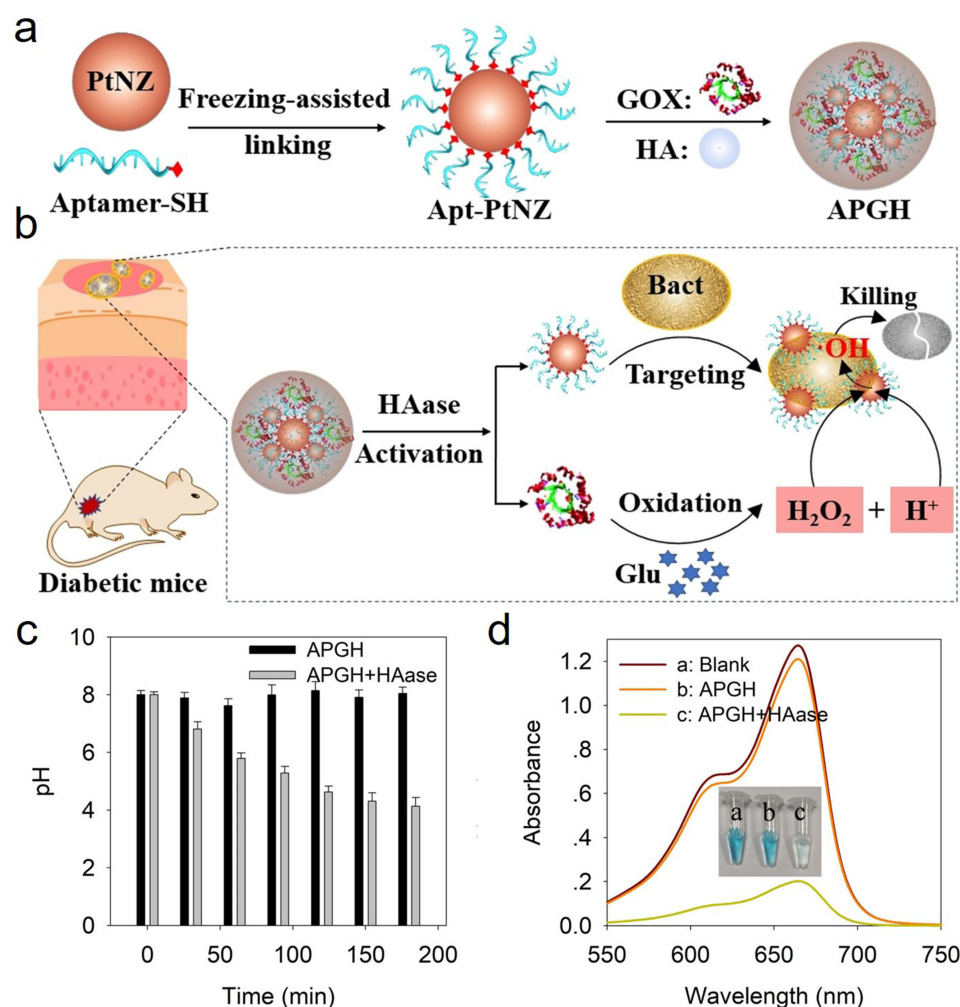 a
PtNZ
Freezing-assisted
linking
GOX:
HA:
Aptamer-SH
Apt-PtNZ
APGH
b
Bact
Killing
·OH
HAase
Activation
Targeting
Oxidation
H₂O₂ + H⁺
Glu
Diabetic mice
c
10
8
6
4
2
0
pH
APGH
APGH+HAase
0 50 100 150 200
Time (min)
d
1.2
1.0
.8
.6
.4
.2
0.0
Absorbance
a: Blank
b: APGH
c: APGH+HAase
a b c
550 600 650 700 750
Wavelength (nm)